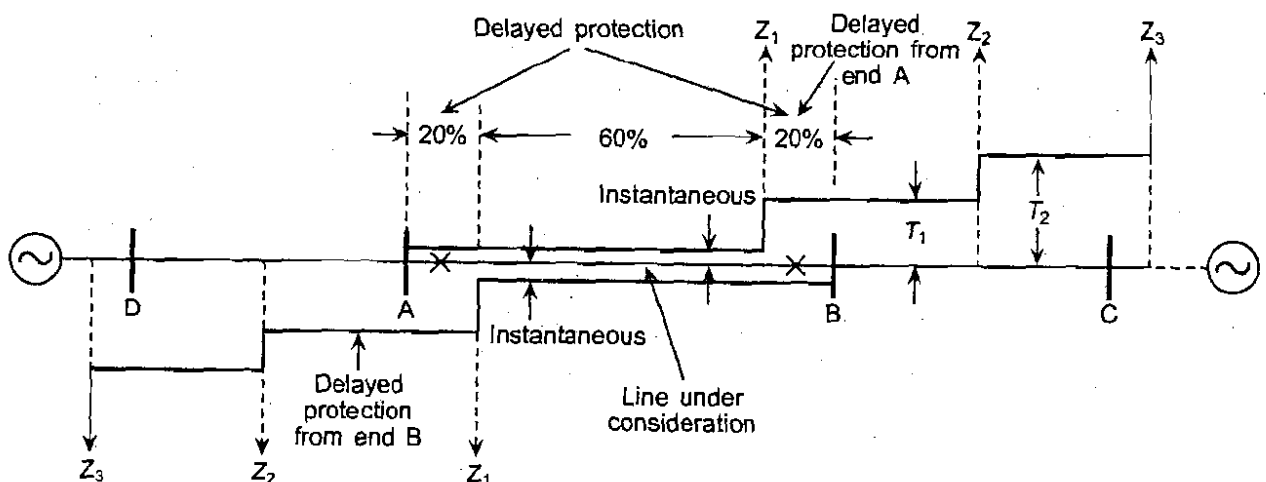 Delayed protection
Z1
Delayed
protection from
end A
Z2
Z3
20%
60%
20%
Instantaneous
T1
T2
D
A
B
C
Instantaneous
Delayed
protection
from end B
Line under
consideration
Z3
Z2
Z1